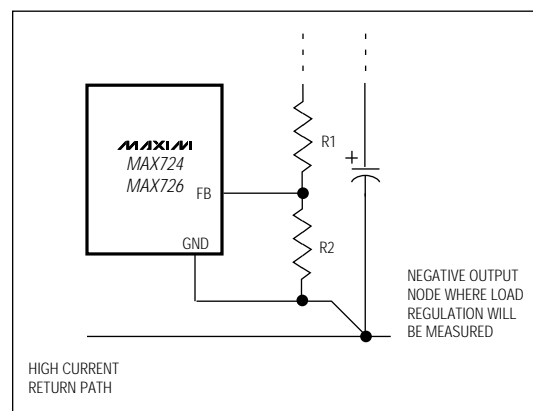 R1
+
MAXIM
MAX724
MAX726
FB
R2
GND
NEGATIVE OUTPUT
NODE WHERE LOAD
REGULATION WILL
BE MEASURED
HIGH CURRENT
RETURN PATH